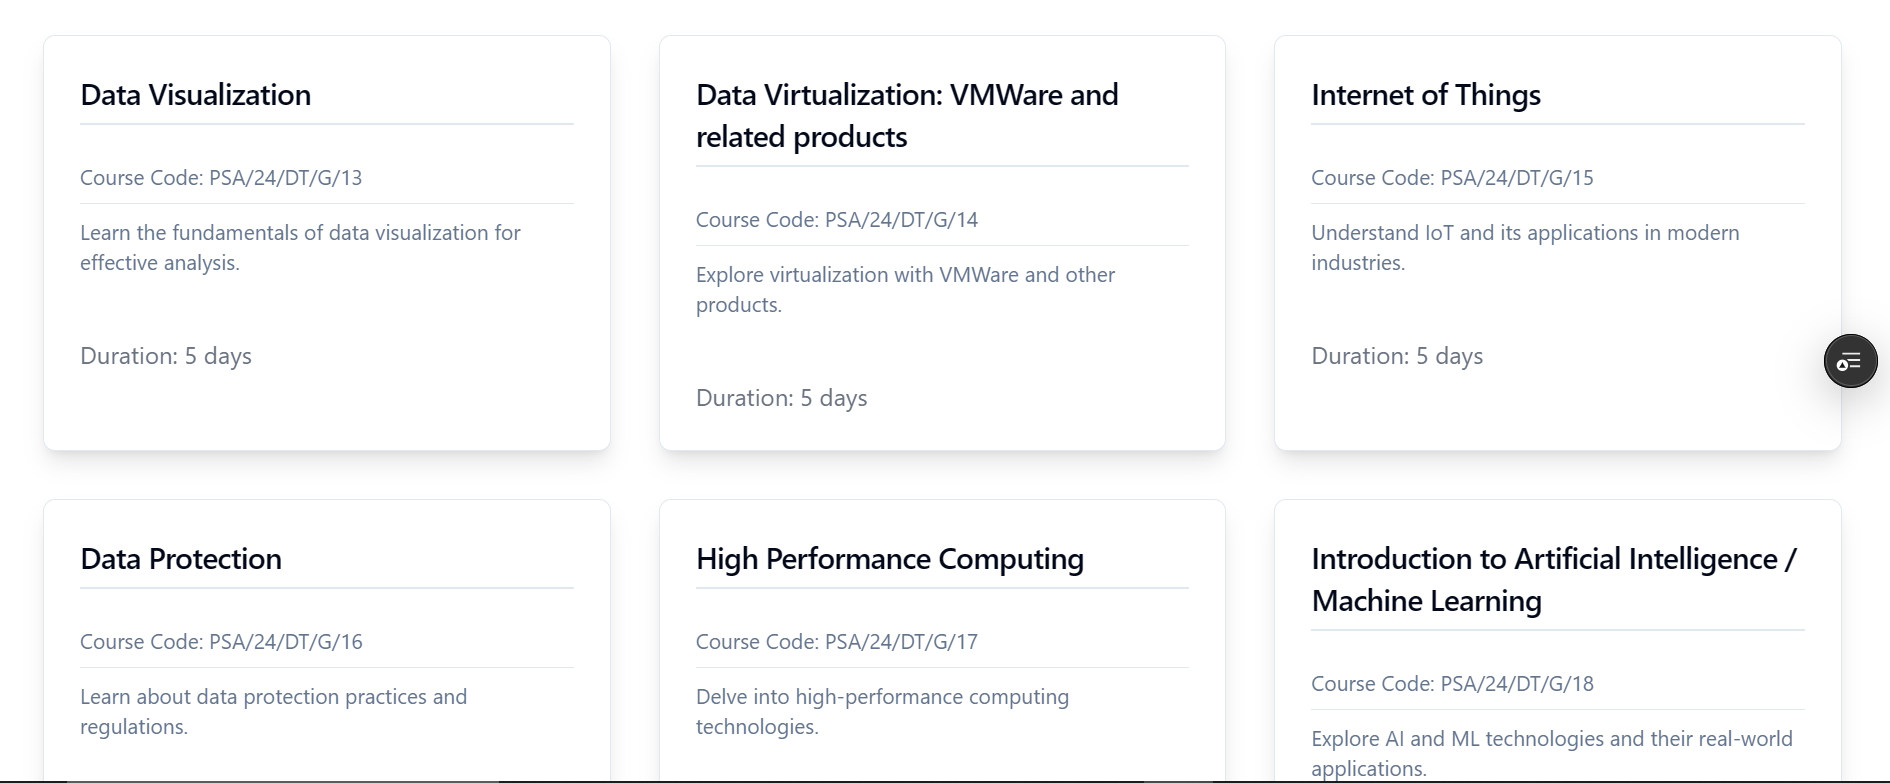 Data Visualization
Course Code: PSA/24/DT/G/13
Learn the fundamentals of data visualization for
effective analysis.
Duration: 5 days
Data Virtualization: VMWare and
related products
Course Code: PSA/24/DT/G/14
Explore virtualization with VMWare and other
products.
Duration: 5 days
Internet of Things
Course Code: PSA/24/DT/G/15
Understand IoT and its applications in modern
industries.
Duration: 5 days
Data Protection
Course Code: PSA/24/DT/G/16
Learn about data protection practices and
regulations.
High Performance Computing
Course Code: PSA/24/DT/G/17
Delve into high-performance computing
technologies.
Introduction to Artificial Intelligence /
Machine Learning
Course Code: PSA/24/DT/G/18
Explore AI and ML technologies and their real-world
applications.